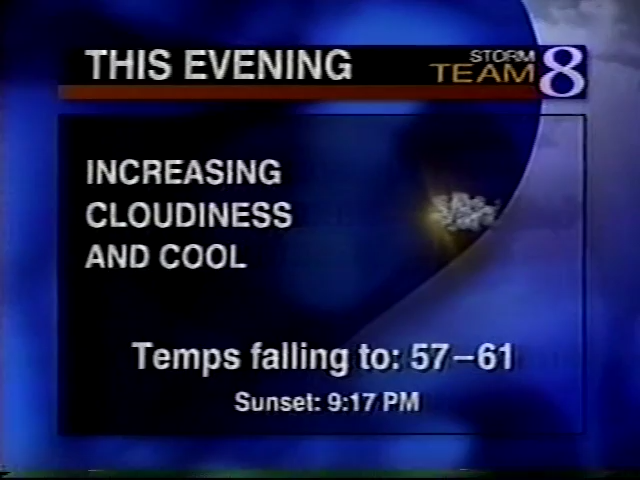 THIS EVENING
STORM
TEAM 8
INCREASING
CLOUDINESS
AND COOL
Temps falling to: 57–61
Sunset: 9:17 PM